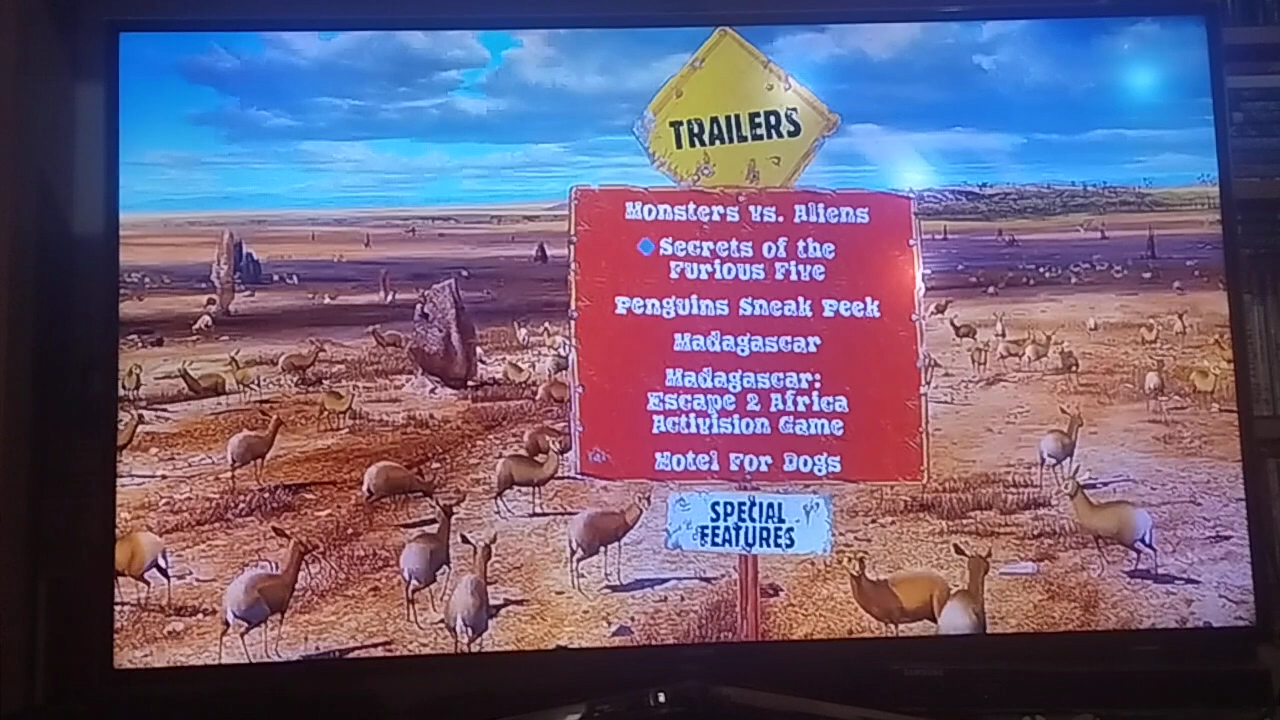 TRAILERS
Monsters vs. Aliens
Secrets of the
Furious Five
Penguins Sneak Peek
Madagascar
Madagascar:
Escape 2 Africa
Activision Game
Hotel For Dogs
SPECIAL
FEATURES
SAMSUNG